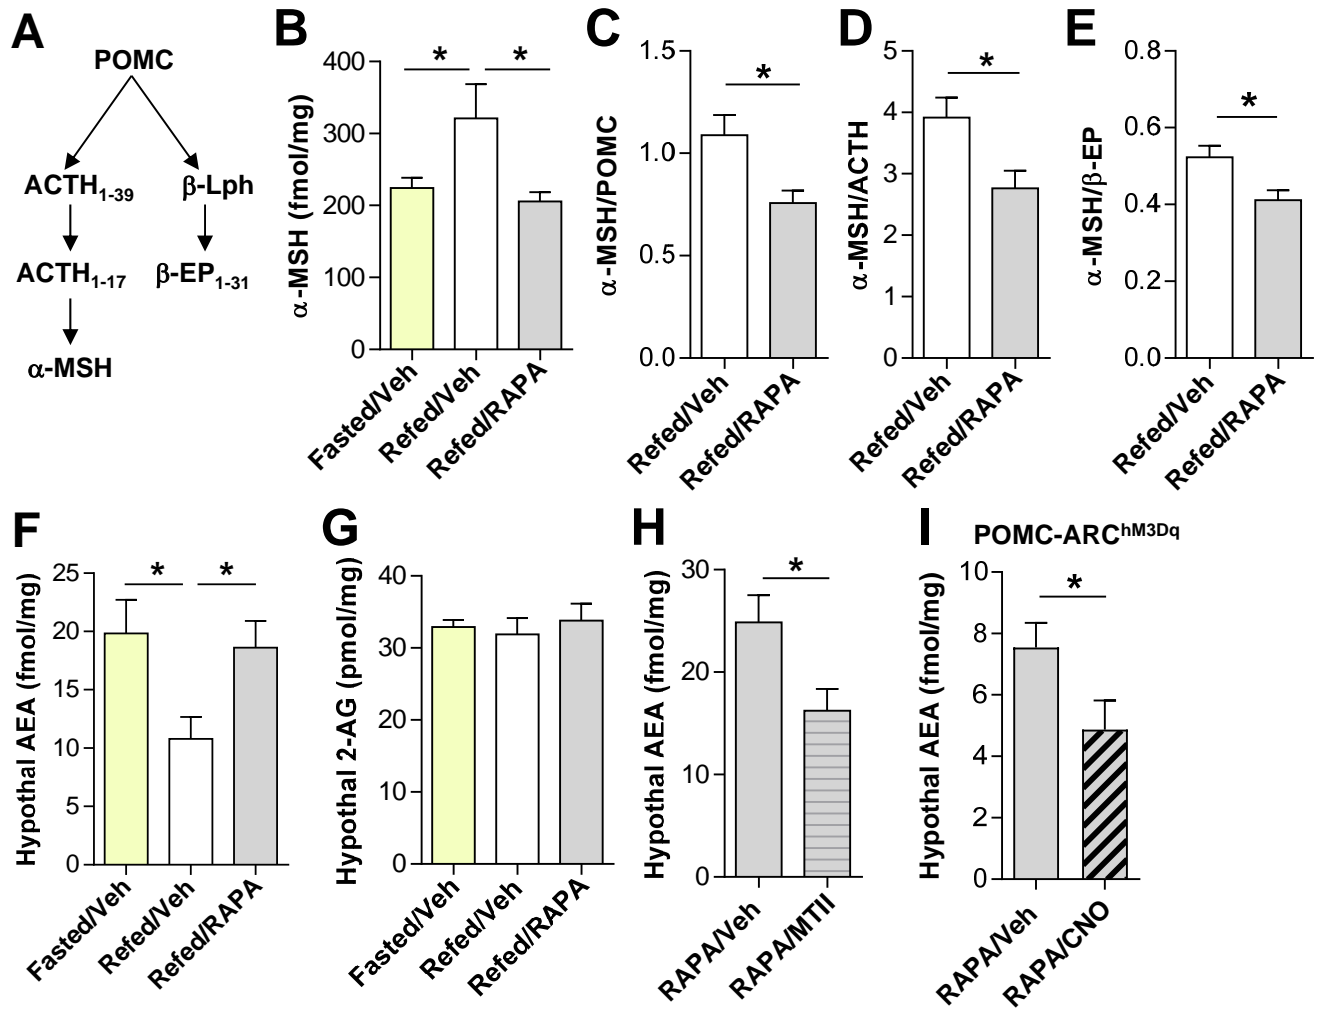 A
POMC
ACTH1-39
β-Lph
ACTH1-17
β-EP1-31
α-MSH
B
α-MSH (fmol/mg)
400
300
200
100
0
* *
Fasted/Veh
Refed/Veh
Refed/RAPA
C
α-MSH/POMC
1.5
1.0
0.5
0.0
*
Refed/Veh
Refed/RAPA
D
α-MSH/ACTH
5
4
3
2
1
0
*
Refed/Veh
Refed/RAPA
E
α-MSH/β-EP
0.8
0.6
0.4
0.2
0.0
*
Refed/Veh
Refed/RAPA
F
Hypothal AEA (fmol/mg)
25
20
15
10
5
0
* *
Fasted/Veh
Refed/Veh
Refed/RAPA
G
Hypothal 2-AG (pmol/mg)
40
30
20
10
0
Fasted/Veh
Refed/Veh
Refed/RAPA
H
Hypothal AEA (fmol/mg)
30
20
10
0
*
RAPA/Veh
RAPA/MTII
I
POMC-ARChM3Dq
Hypothal AEA (fmol/mg)
10
8
6
4
2
0
*
RAPA/Veh
RAPA/CNO